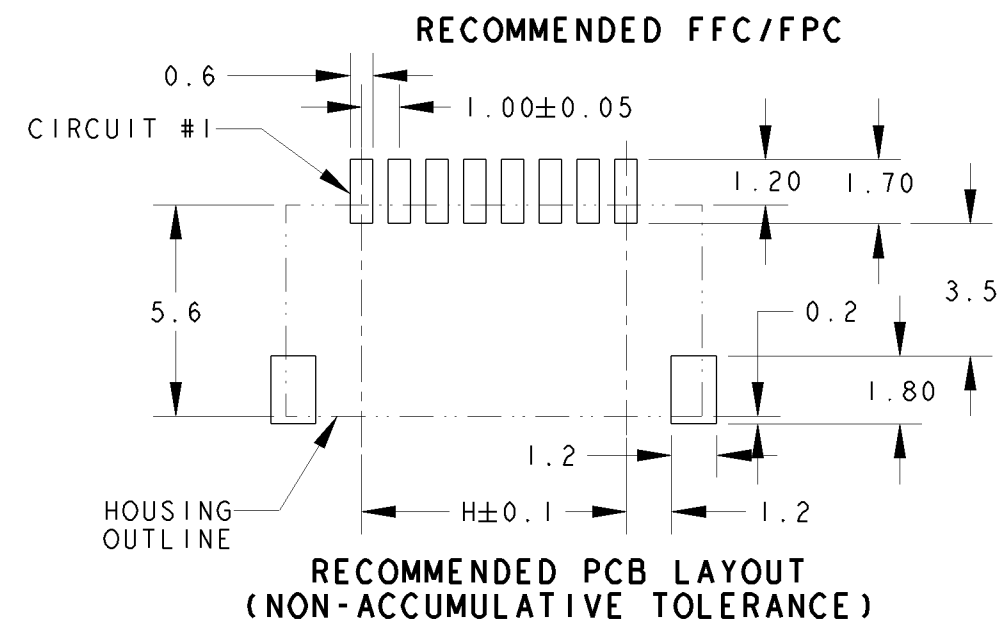 RECOMMENDED FFC/FPC
0.6
1.00±0.05
CIRCUIT #1
1.20
1.70
5.6
0.2
3.5
1.80
1.2
HOUSING
OUTLINE
H±0.1
1.2
RECOMMENDED PCB LAYOUT
(NON-ACCUMULATIVE TOLERANCE)